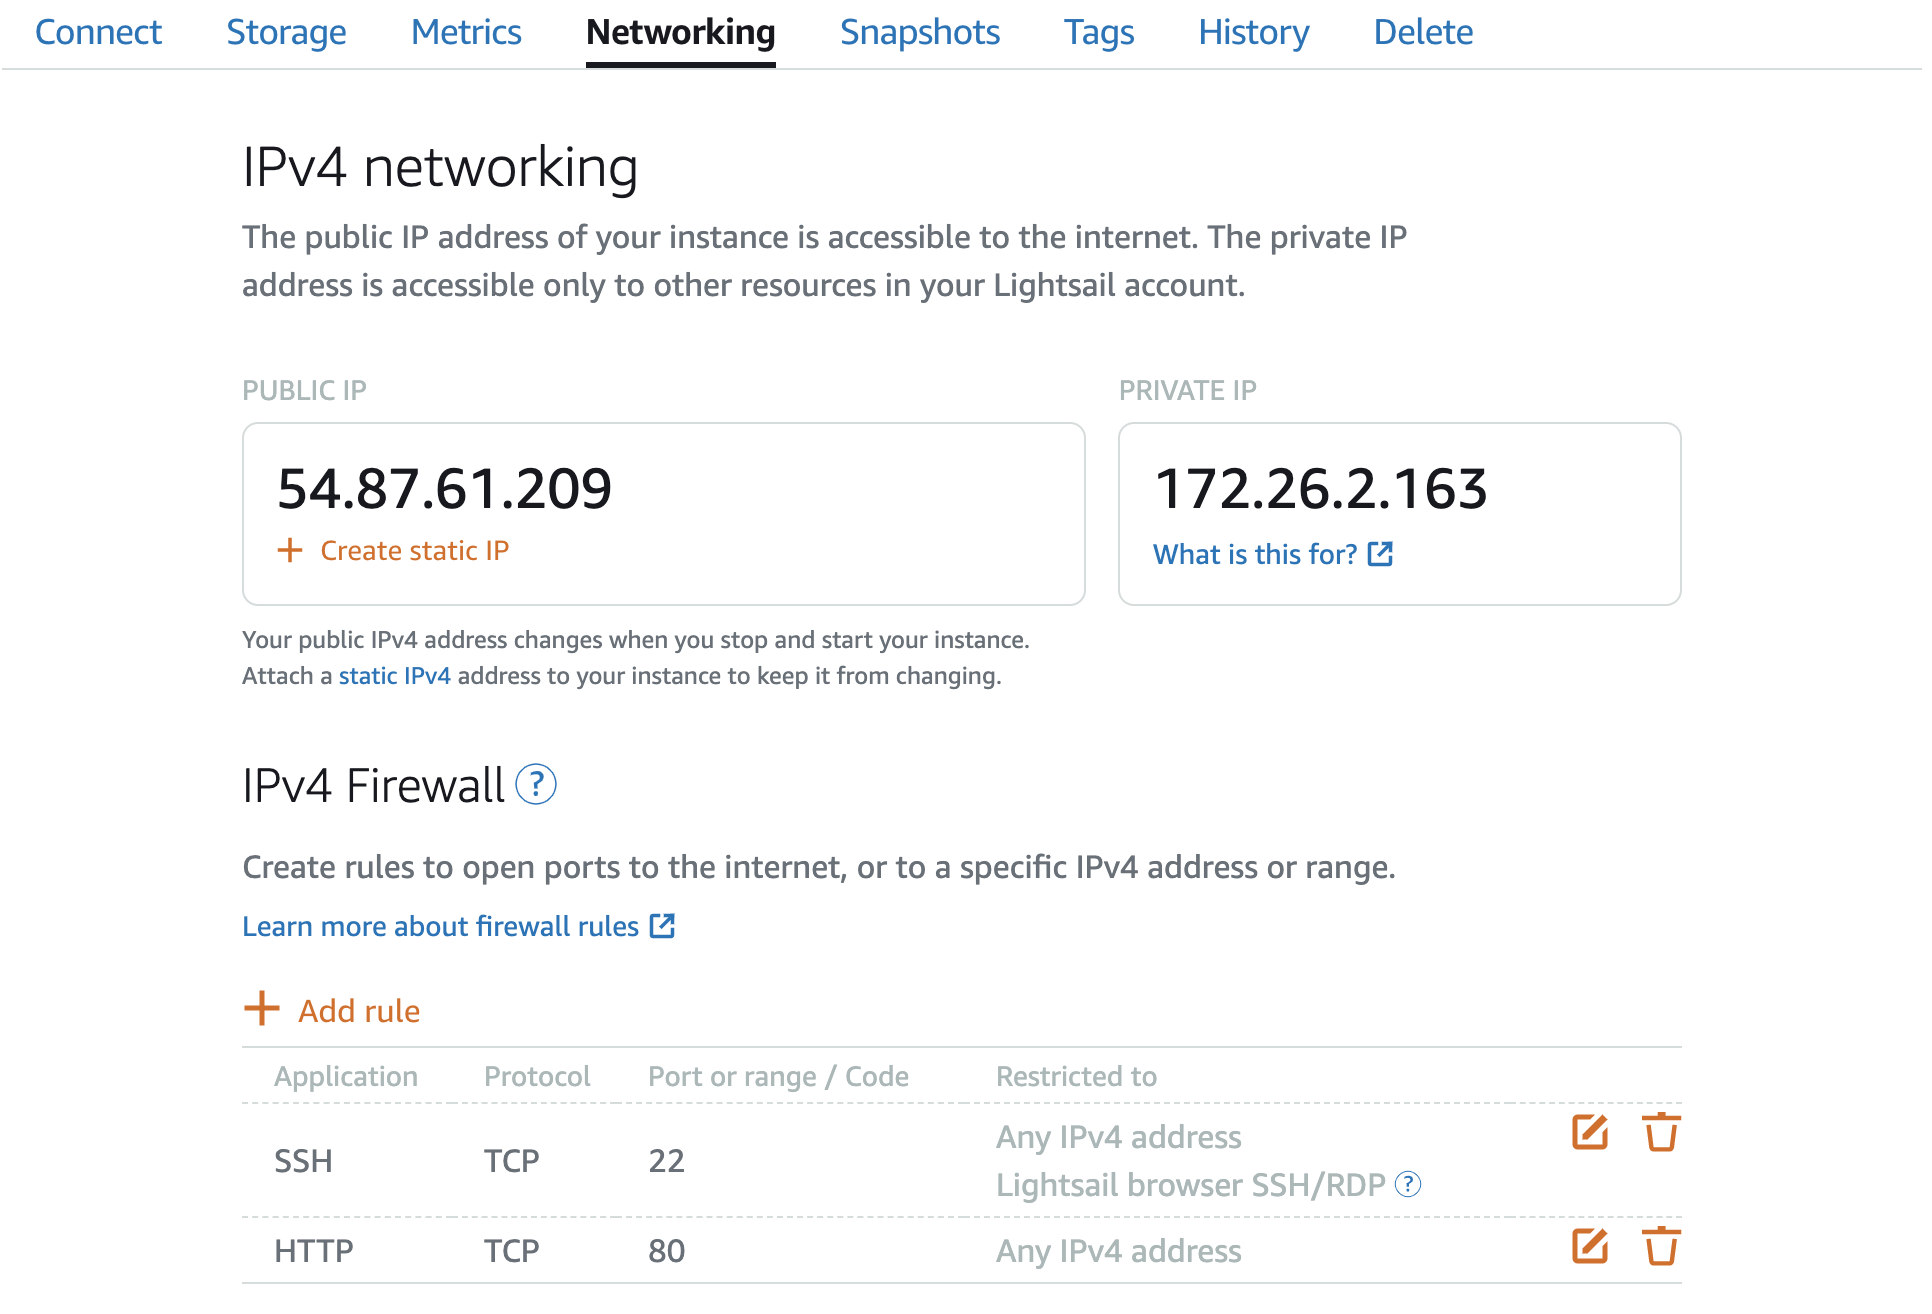 Connect Storage Metrics Networking Snapshots Tags History Delete
IPv4 networking
The public IP address of your instance is accessible to the internet. The private IP
address is accessible only to other resources in your Lightsail account.
PUBLIC IP
54.87.61.209
+ Create static IP
PRIVATE IP
172.26.2.163
What is this for?
Your public IPv4 address changes when you stop and start your instance.
Attach a static IPv4 address to your instance to keep it from changing.
IPv4 Firewall ?
Create rules to open ports to the internet, or to a specific IPv4 address or range.
Learn more about firewall rules
+ Add rule
Application Protocol Port or range / Code Restricted to
SSH TCP 22 Any IPv4 address
Lightsail browser SSH/RDP ?
HTTP TCP 80 Any IPv4 address